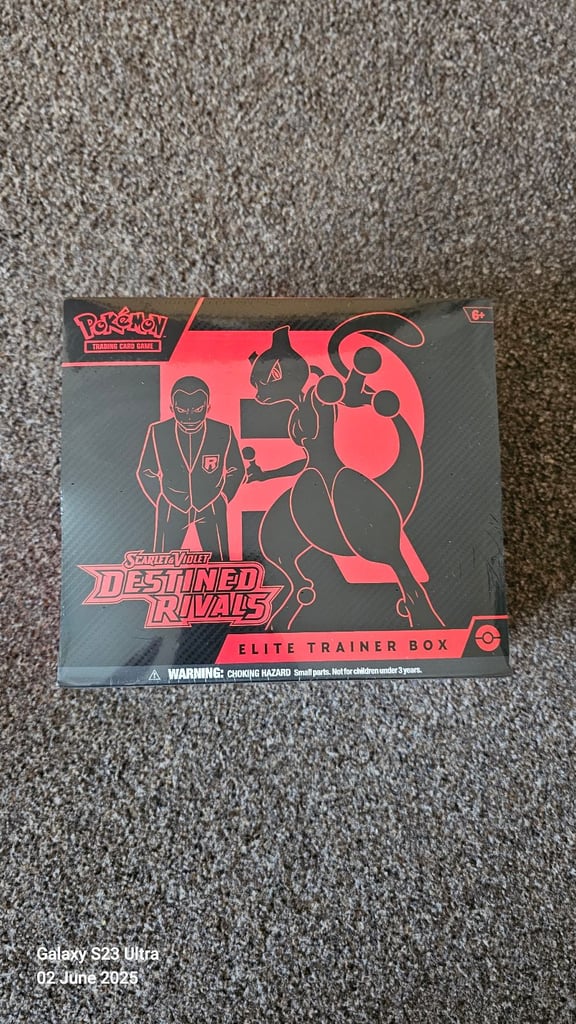 POKéMON
TRADING CARD GAME
6+
R
SCARLET & VIOLET
DESTINED
RIVALS
ELITE TRAINER BOX
WARNING: CHOKING HAZARD Small parts. Not for children under 3 years.
Galaxy S23 Ultra
02 June 2025